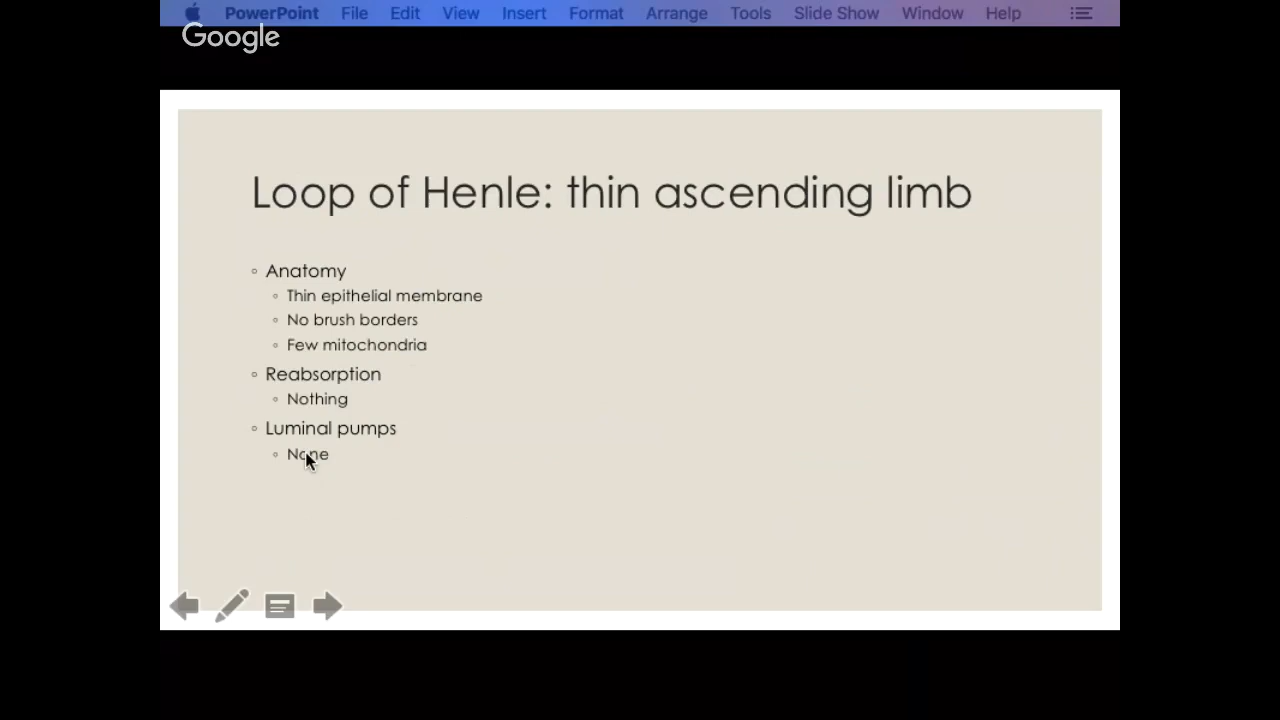 PowerPoint File Edit View Insert Format Arrange Tools Slide Show Window Help
Google
Loop of Henle: thin ascending limb
◦ Anatomy
◦ Thin epithelial membrane
◦ No brush borders
◦ Few mitochondria
◦ Reabsorption
◦ Nothing
◦ Luminal pumps
◦ None